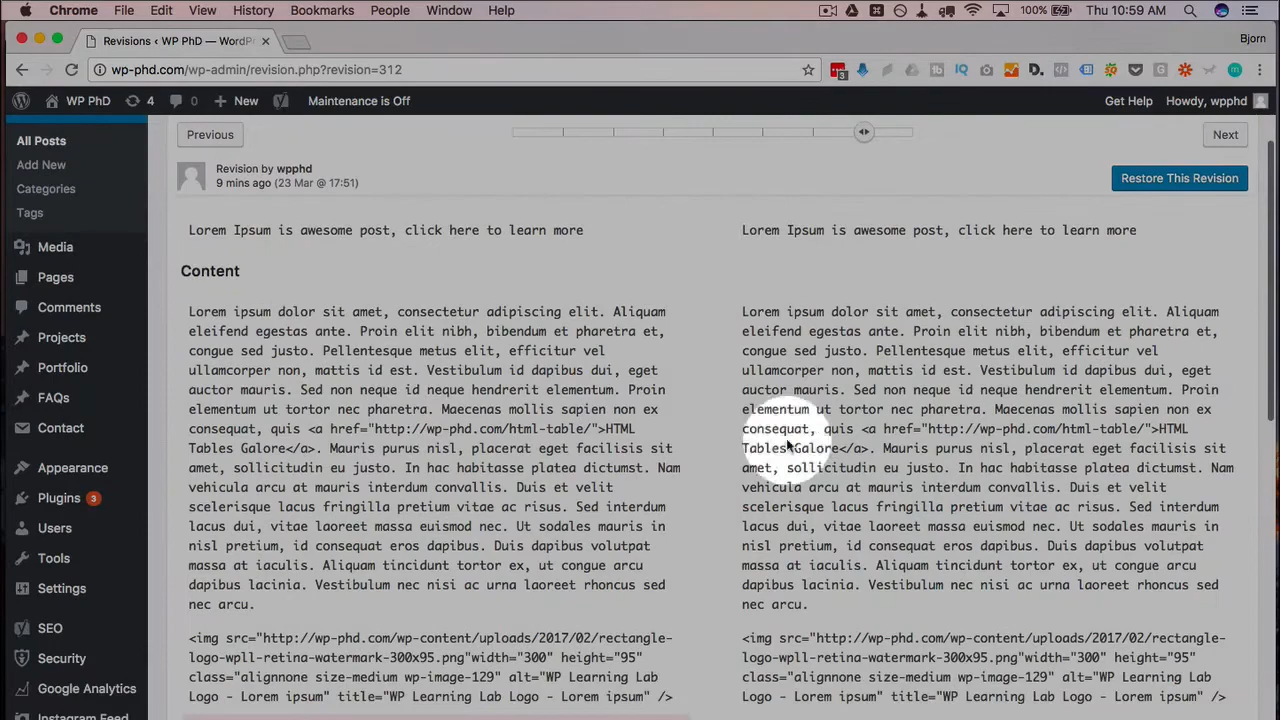 Chrome File Edit View History Bookmarks People Window Help 100% Thu 10:59 AM
Revisions ‹ WP PhD — WordPr Bjorn
wp-phd.com/wp-admin/revision.php?revision=312 3
WP PhD 4 0 New Maintenance is Off Get Help Howdy, wpphd
All Posts
Add New
Categories
Tags
Media
Pages
Comments
Projects
Portfolio
FAQs
Contact
Appearance
Plugins 3
Users
Tools
Settings
SEO
Security
Google Analytics
Instagram Feed
Previous Next
Revision by wpphd
9 mins ago (23 Mar @ 17:51)
Restore This Revision
Lorem Ipsum is awesome post, click here to learn more
Lorem Ipsum is awesome post, click here to learn more
Content
Lorem ipsum dolor sit amet, consectetur adipiscing elit. Aliquam
eleifend egestas ante. Proin elit nibh, bibendum et pharetra et,
congue sed justo. Pellentesque metus elit, efficitur vel
ullamcorper non, mattis id est. Vestibulum id dapibus dui, eget
auctor mauris. Sed non neque id neque hendrerit elementum. Proin
elementum ut tortor nec pharetra. Maecenas mollis sapien non ex
consequat, quis <a href="http://wp-phd.com/html-table/">HTML
Tables Galore</a>. Mauris purus nisl, placerat eget facilisis sit
amet, sollicitudin eu justo. In hac habitasse platea dictumst. Nam
vehicula arcu at mauris interdum convallis. Duis et velit
scelerisque lacus fringilla pretium vitae ac risus. Sed interdum
lacus dui, vitae laoreet massa euismod nec. Ut sodales mauris in
nisl pretium, id consequat eros dapibus. Duis dapibus volutpat
massa at iaculis. Aliquam tincidunt tortor ex, ut congue arcu
dapibus lacinia. Vestibulum nec nisi ac urna laoreet rhoncus sed
nec arcu.
<img src="http://wp-phd.com/wp-content/uploads/2017/02/rectangle-
logo-wpll-retina-watermark-300x95.png"width="300" height="95"
class="alignnone size-medium wp-image-129" alt="WP Learning Lab
Logo - Lorem ipsum" title="WP Learning Lab Logo - Lorem ipsum" />
Lorem ipsum dolor sit amet, consectetur adipiscing elit. Aliquam
eleifend egestas ante. Proin elit nibh, bibendum et pharetra et,
congue sed justo. Pellentesque metus elit, efficitur vel
ullamcorper non, mattis id est. Vestibulum id dapibus dui, eget
auctor mauris. Sed non neque id neque hendrerit elementum. Proin
elementum ut tortor nec pharetra. Maecenas mollis sapien non ex
consequat, quis <a href="http://wp-phd.com/html-table/">HTML
Tables Galore</a>. Mauris purus nisl, placerat eget facilisis sit
amet, sollicitudin eu justo. In hac habitasse platea dictumst. Nam
vehicula arcu at mauris interdum convallis. Duis et velit
scelerisque lacus fringilla pretium vitae ac risus. Sed interdum
lacus dui, vitae laoreet massa euismod nec. Ut sodales mauris in
nisl pretium, id consequat eros dapibus. Duis dapibus volutpat
massa at iaculis. Aliquam tincidunt tortor ex, ut congue arcu
dapibus lacinia. Vestibulum nec nisi ac urna laoreet rhoncus sed
nec arcu.
<img src="http://wp-phd.com/wp-content/uploads/2017/02/rectangle-
logo-wpll-retina-watermark-300x95.png"width="300" height="95"
class="alignnone size-medium wp-image-129" alt="WP Learning Lab
Logo - Lorem ipsum" title="WP Learning Lab Logo - Lorem ipsum" />